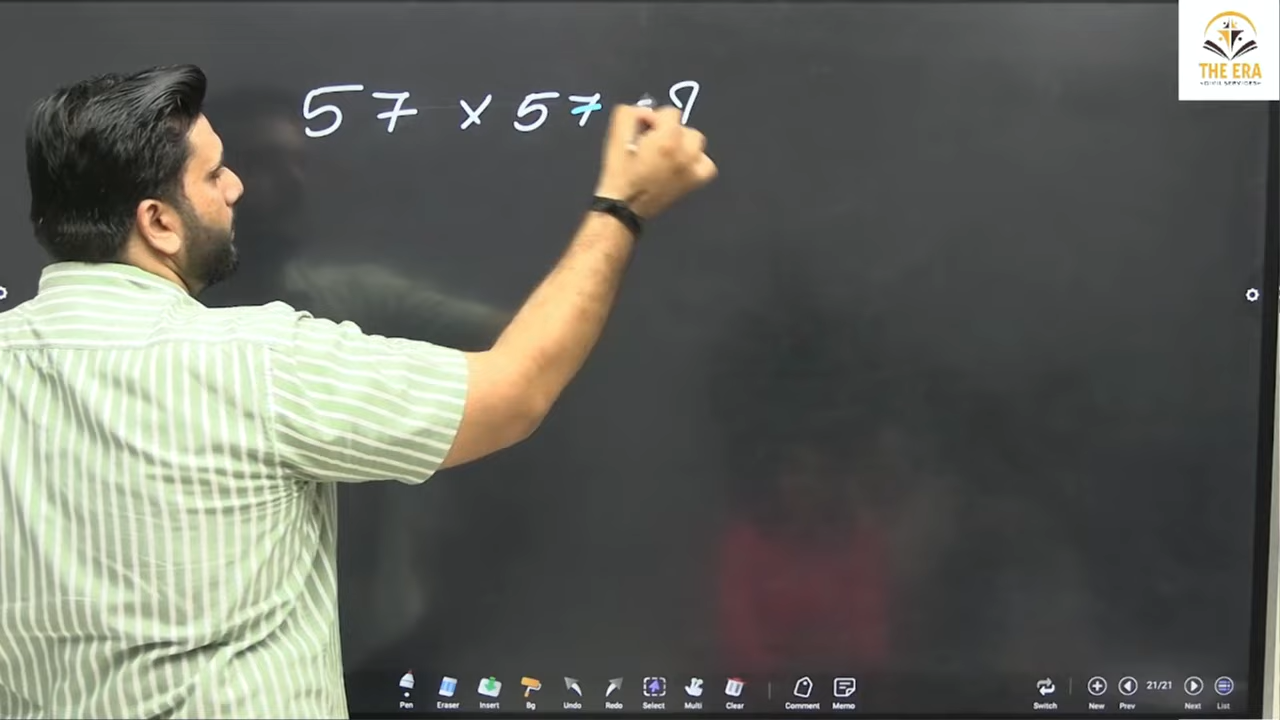 57 × 57 = ?
THE ERA
Pen Eraser Insert Bg Undo Redo Select Multi Clear Comment Memo Switch New Prev 21/21 Next List